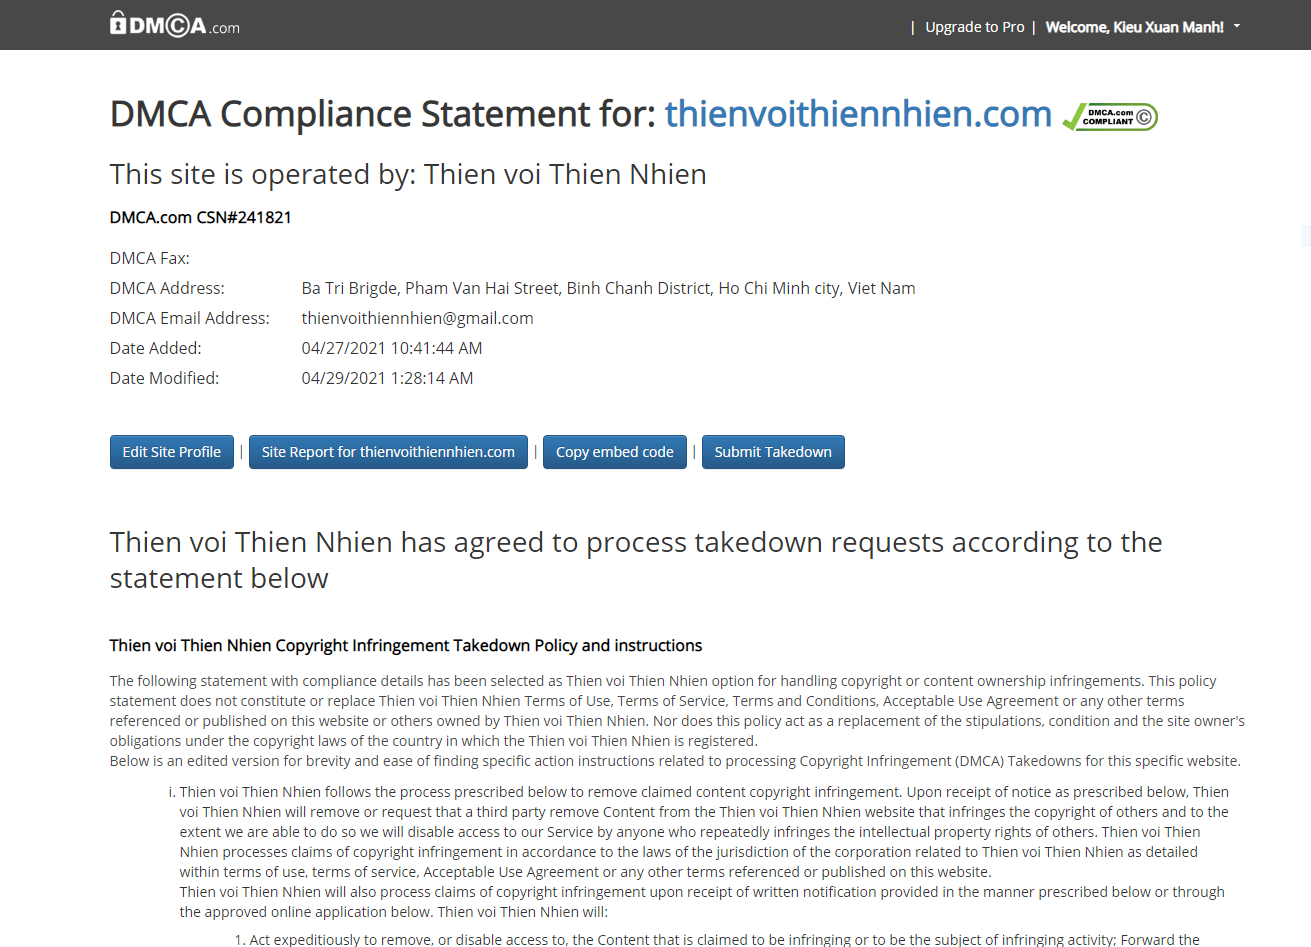 DMCA.com
| Upgrade to Pro | Welcome, Kieu Xuan Manh!
DMCA Compliance Statement for: thienvoithiennhien.com
DMCA.com
COMPLIANT ©
This site is operated by: Thien voi Thien Nhien
DMCA.com CSN#241821
DMCA Fax:
DMCA Address: Ba Tri Brigde, Pham Van Hai Street, Binh Chanh District, Ho Chi Minh city, Viet Nam
DMCA Email Address: thienvoithiennhien@gmail.com
Date Added: 04/27/2021 10:41:44 AM
Date Modified: 04/29/2021 1:28:14 AM
Edit Site Profile | Site Report for thienvoithiennhien.com | Copy embed code | Submit Takedown
Thien voi Thien Nhien has agreed to process takedown requests according to the
statement below
Thien voi Thien Nhien Copyright Infringement Takedown Policy and instructions
The following statement with compliance details has been selected as Thien voi Thien Nhien option for handling copyright or content ownership infringements. This policy
statement does not constitute or replace Thien voi Thien Nhien Terms of Use, Terms of Service, Terms and Conditions, Acceptable Use Agreement or any other terms
referenced or published on this website or others owned by Thien voi Thien Nhien. Nor does this policy act as a replacement of the stipulations, condition and the site owner's
obligations under the copyright laws of the country in which the Thien voi Thien Nhien is registered.
Below is an edited version for brevity and ease of finding specific action instructions related to processing Copyright Infringement (DMCA) Takedowns for this specific website.
i. Thien voi Thien Nhien follows the process prescribed below to remove claimed content copyright infringement. Upon receipt of notice as prescribed below, Thien
voi Thien Nhien will remove or request that a third party remove Content from the Thien voi Thien Nhien website that infringes the copyright of others and to the
extent we are able to do so we will disable access to our Service by anyone who repeatedly infringes the intellectual property rights of others. Thien voi Thien
Nhien processes claims of copyright infringement in accordance to the laws of the jurisdiction of the corporation related to Thien voi Thien Nhien as detailed
within terms of use, terms of service, Acceptable Use Agreement or any other terms referenced or published on this website.
Thien voi Thien Nhien will also process claims of copyright infringement upon receipt of written notification provided in the manner prescribed below or through
the approved online application below. Thien voi Thien Nhien will:
1. Act expeditiously to remove, or disable access to, the Content that is claimed to be infringing or to be the subject of infringing activity; Forward the